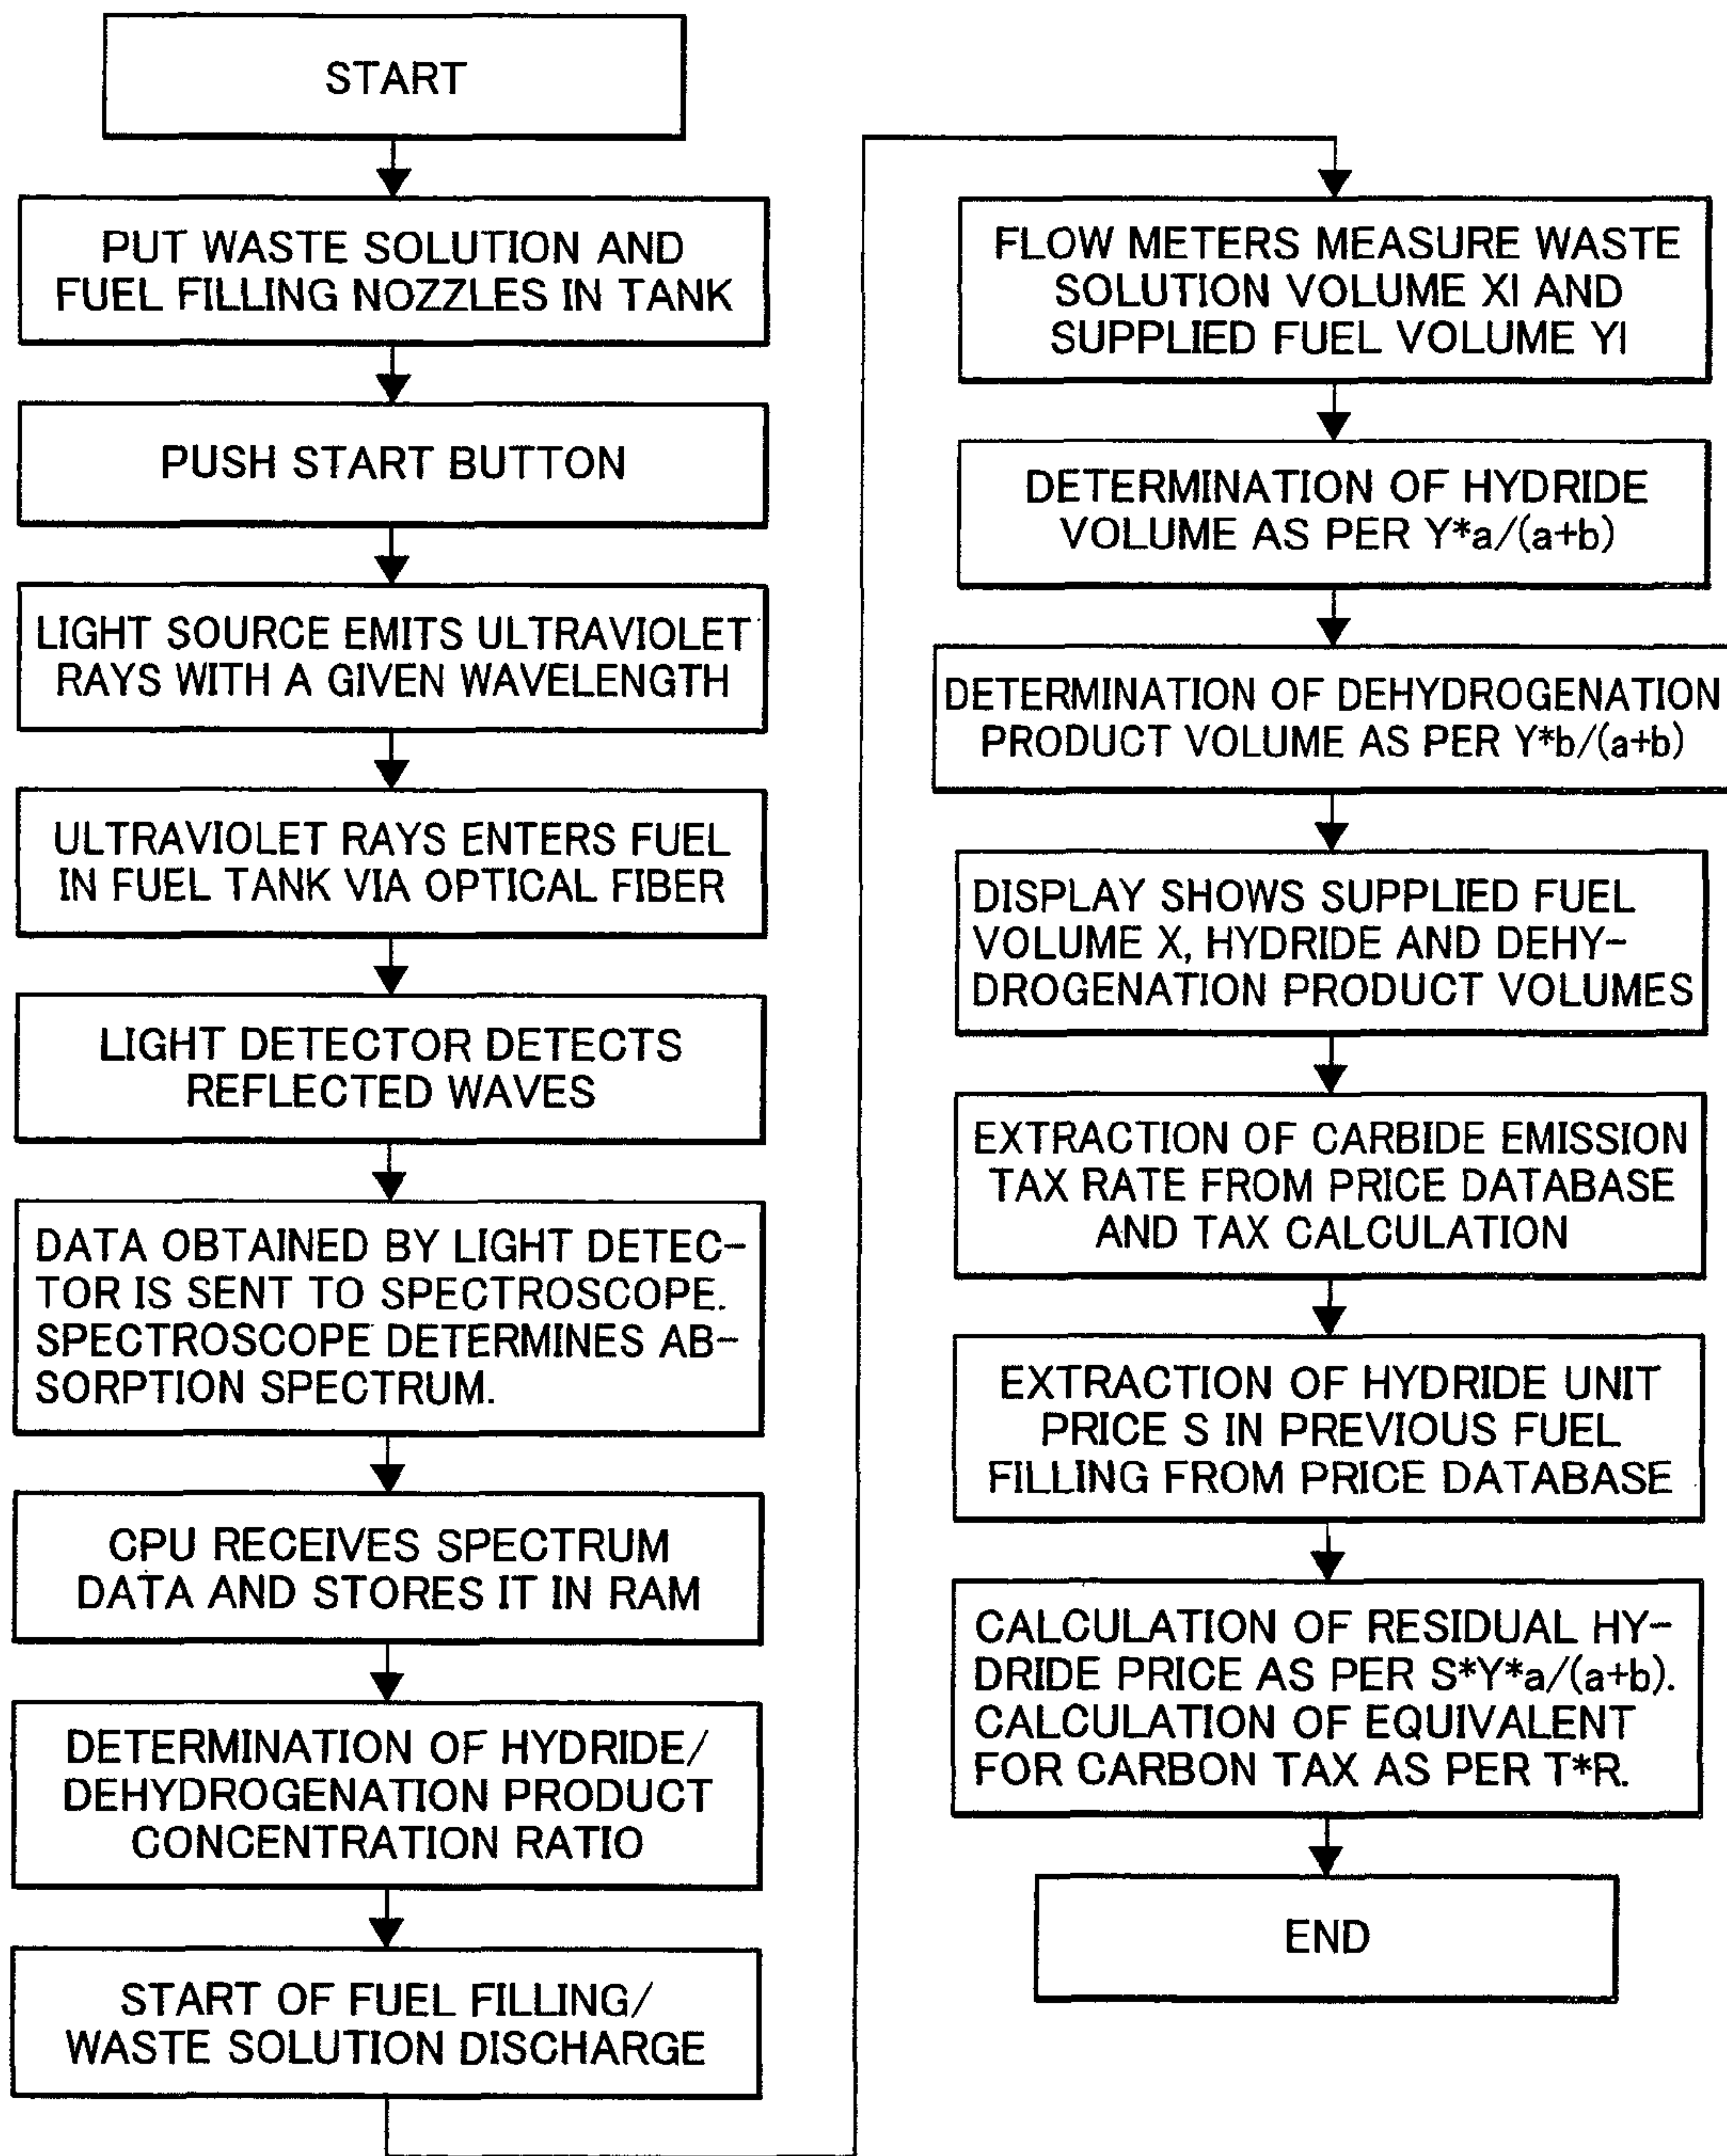 START
PUT WASTE SOLUTION AND
FUEL FILLING NOZZLES IN TANK
PUSH START BUTTON
LIGHT SOURCE EMITS ULTRAVIOLET
RAYS WITH A GIVEN WAVELENGTH
ULTRAVIOLET RAYS ENTERS FUEL
IN FUEL TANK VIA OPTICAL FIBER
LIGHT DETECTOR DETECTS
REFLECTED WAVES
DATA OBTAINED BY LIGHT DETEC-
TOR IS SENT TO SPECTROSCOPE.
SPECTROSCOPE DETERMINES AB-
SORPTION SPECTRUM.
CPU RECEIVES SPECTRUM
DATA AND STORES IT IN RAM
DETERMINATION OF HYDRIDE/
DEHYDROGENATION PRODUCT
CONCENTRATION RATIO
START OF FUEL FILLING/
WASTE SOLUTION DISCHARGE
FLOW METERS MEASURE WASTE
SOLUTION VOLUME Xl AND
SUPPLIED FUEL VOLUME Yl
DETERMINATION OF HYDRIDE
VOLUME AS PER Y*a/(a+b)
DETERMINATION OF DEHYDROGENATION
PRODUCT VOLUME AS PER Y*b/(a+b)
DISPLAY SHOWS SUPPLIED FUEL
VOLUME X, HYDRIDE AND DEHY-
DROGENATION PRODUCT VOLUMES
EXTRACTION OF CARBIDE EMISSION
TAX RATE FROM PRICE DATABASE
AND TAX CALCULATION
EXTRACTION OF HYDRIDE UNIT
PRICE S IN PREVIOUS FUEL
FILLING FROM PRICE DATABASE
CALCULATION OF RESIDUAL HY-
DRIDE PRICE AS PER S*Y*a/(a+b).
CALCULATION OF EQUIVALENT
FOR CARBON TAX AS PER T*R.
END